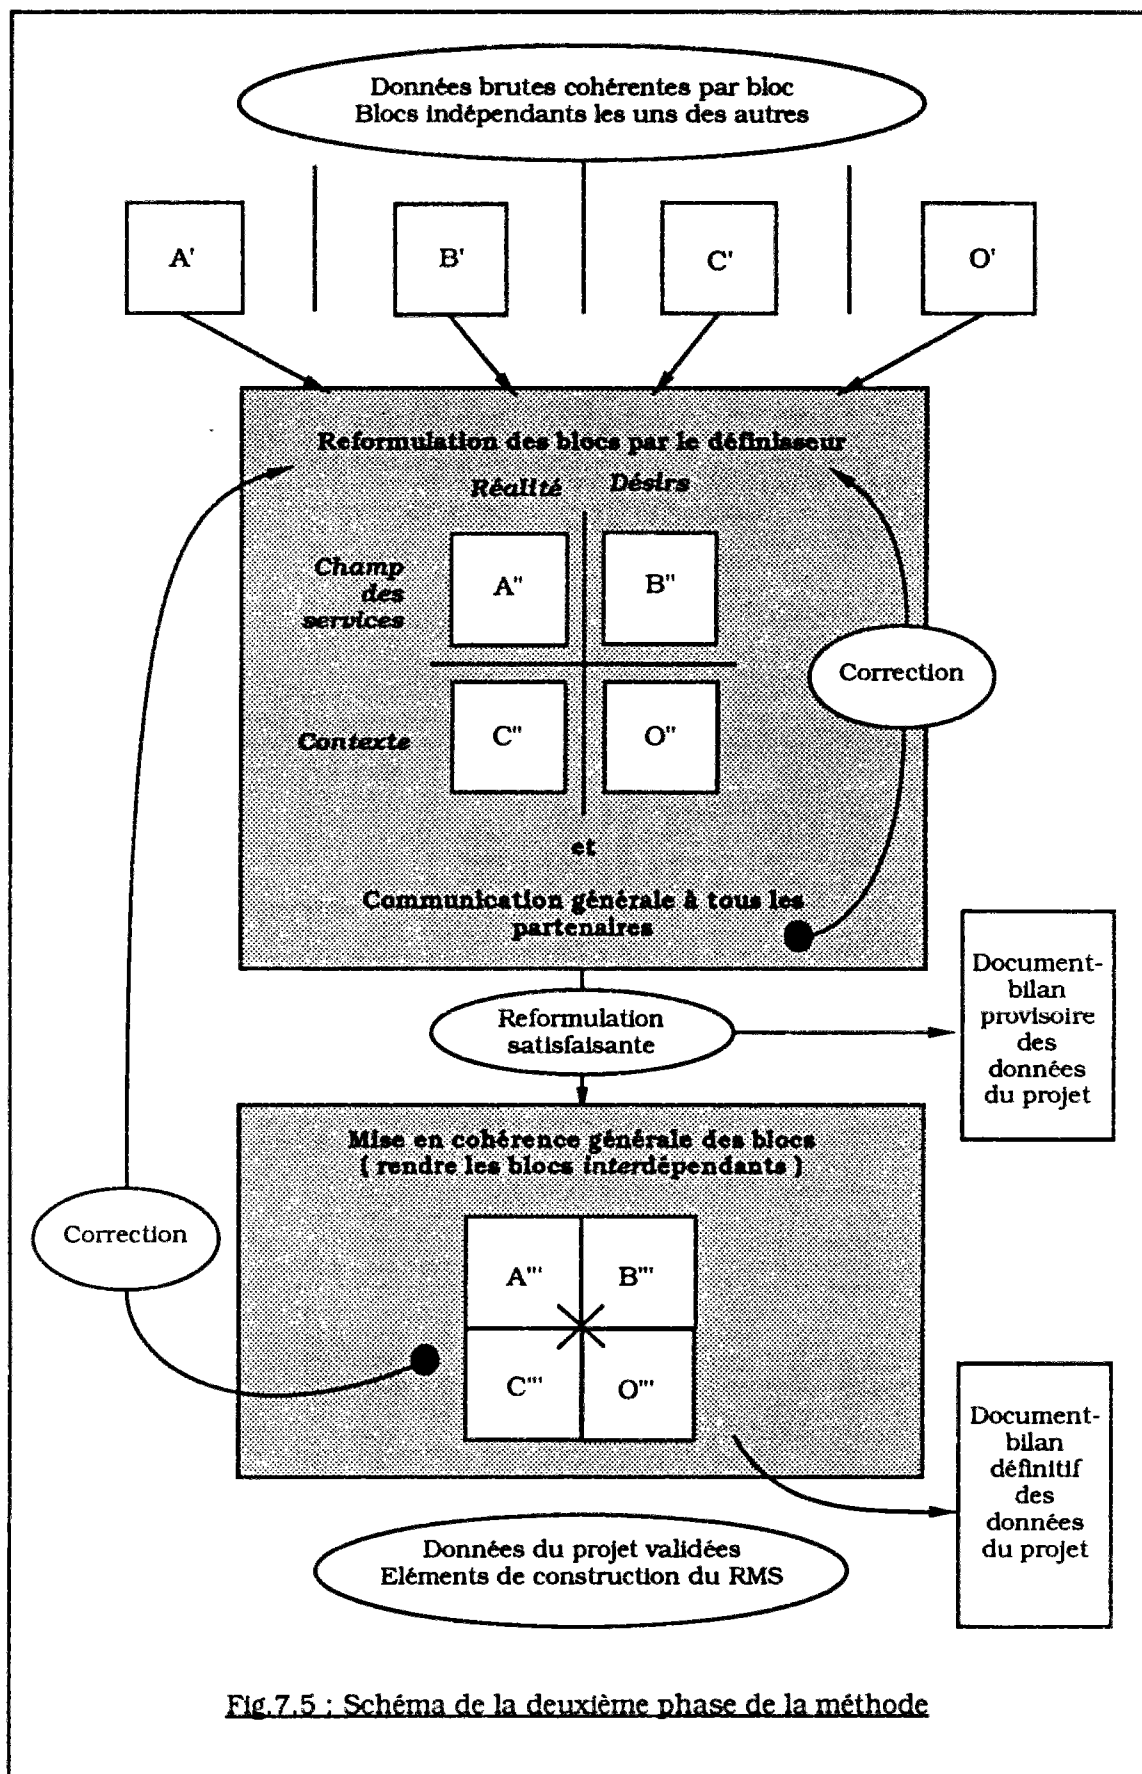 Données brutes cohérentes par bloc
Blocs indépendants les uns des autres
A'
B'
C'
O'
Reformulation des blocs par le définisseur
Réalité
Désirs
Champ
des
services
A"
B"
Contexte
C"
O"
Correction
et
Communication générale à tous les
partenaires
Reformulation
satisfaisante
Document-
bilan
provisoire
des
données
du projet
Mise en cohérence générale des blocs
( rendre les blocs interdépendants )
Correction
A'''
B'''
C'''
O'''
Document-
bilan
définitif
des
données
du projet
Données du projet validées
Eléments de construction du RMS
Fig.7.5 : Schéma de la deuxième phase de la méthode